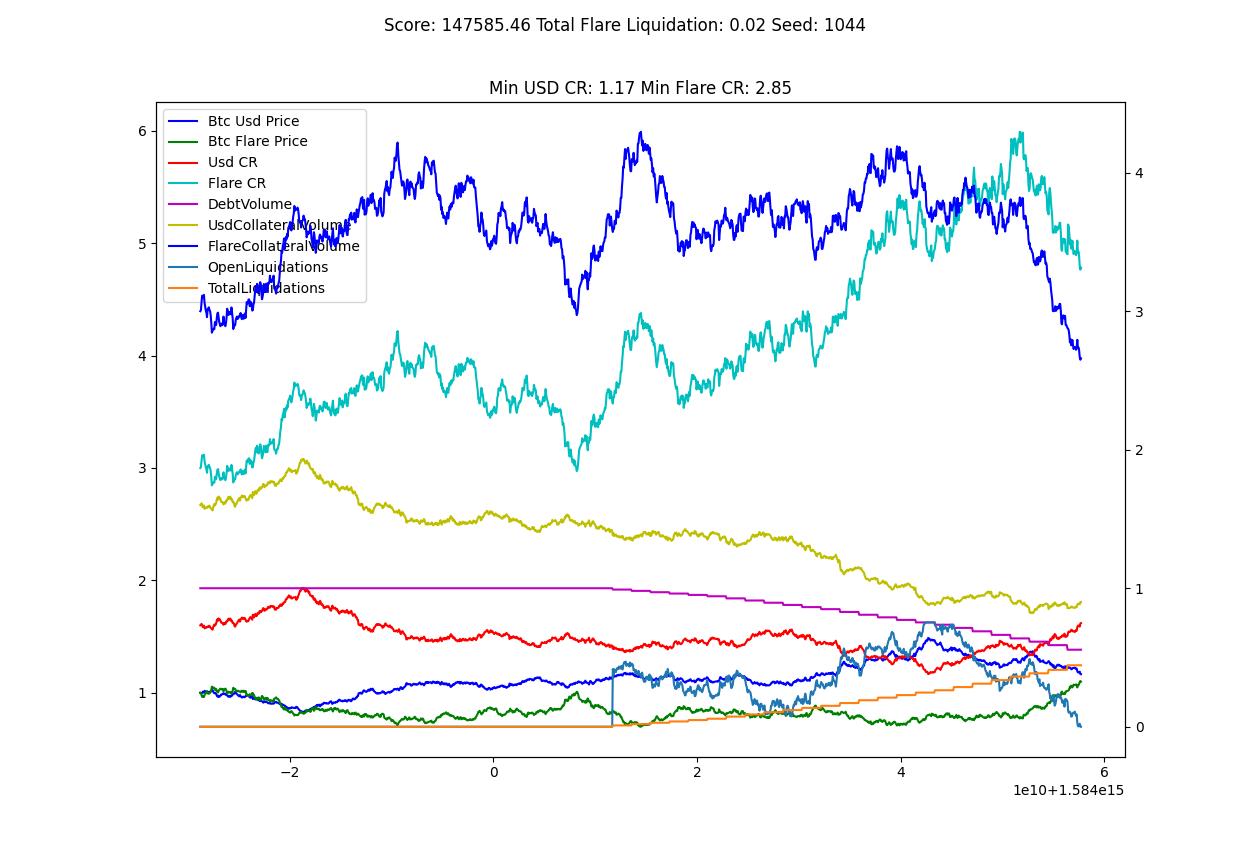 Score: 147585.46 Total Flare Liquidation: 0.02 Seed: 1044
Min USD CR: 1.17 Min Flare CR: 2.85
Btc Usd Price
Btc Flare Price
Usd CR
Flare CR
DebtVolume
UsdCollateralVolume
FlareCollateralVolume
OpenLiquidations
TotalLiquidations
6
5
4
3
2
1
4
3
2
1
0
−2
0
2
4
6
1e10+1.584e15